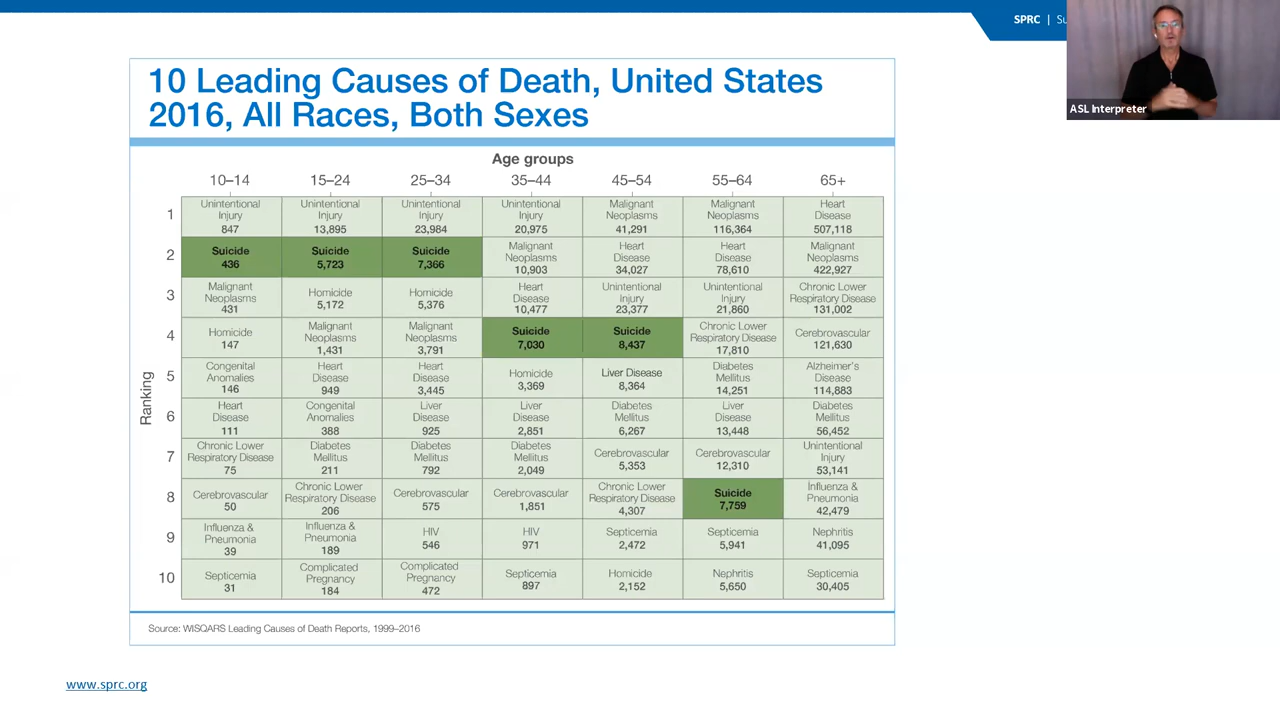 SPRC | Su
ASL Interpreter
10 Leading Causes of Death, United States
2016, All Races, Both Sexes
Age groups
10–14 15–24 25–34 35–44 45–54 55–64 65+
Ranking
1
Unintentional
Injury
847
Unintentional
Injury
13,895
Unintentional
Injury
23,984
Unintentional
Injury
20,975
Malignant
Neoplasms
41,291
Malignant
Neoplasms
116,364
Heart
Disease
507,118
2
Suicide
436
Suicide
5,723
Suicide
7,366
Malignant
Neoplasms
10,903
Heart
Disease
34,027
Heart
Disease
78,610
Malignant
Neoplasms
422,927
3
Malignant
Neoplasms
431
Homicide
5,172
Homicide
5,376
Heart
Disease
10,477
Unintentional
Injury
23,377
Unintentional
Injury
21,860
Chronic Lower
Respiratory Disease
131,002
4
Homicide
147
Malignant
Neoplasms
1,431
Malignant
Neoplasms
3,791
Suicide
7,030
Suicide
8,437
Chronic Lower
Respiratory Disease
17,810
Cerebrovascular
121,630
5
Congenital
Anomalies
146
Heart
Disease
949
Heart
Disease
3,445
Homicide
3,369
Liver Disease
8,364
Diabetes
Mellitus
14,251
Alzheimer's
Disease
114,883
6
Heart
Disease
111
Congenital
Anomalies
388
Liver
Disease
925
Liver
Disease
2,851
Diabetes
Mellitus
6,267
Liver
Disease
13,448
Diabetes
Mellitus
56,452
7
Chronic Lower
Respiratory Disease
75
Diabetes
Mellitus
211
Diabetes
Mellitus
792
Diabetes
Mellitus
2,049
Cerebrovascular
5,353
Cerebrovascular
12,310
Unintentional
Injury
53,141
8
Cerebrovascular
50
Chronic Lower
Respiratory Disease
206
Cerebrovascular
575
Cerebrovascular
1,851
Chronic Lower
Respiratory Disease
4,307
Suicide
7,759
Influenza &
Pneumonia
42,479
9
Influenza &
Pneumonia
39
Influenza &
Pneumonia
189
HIV
546
HIV
971
Septicemia
2,472
Septicemia
5,941
Nephritis
41,095
10
Septicemia
31
Complicated
Pregnancy
184
Complicated
Pregnancy
472
Septicemia
897
Homicide
2,152
Nephritis
5,650
Septicemia
30,405
Source: WISQARS Leading Causes of Death Reports, 1999–2016
www.sprc.org